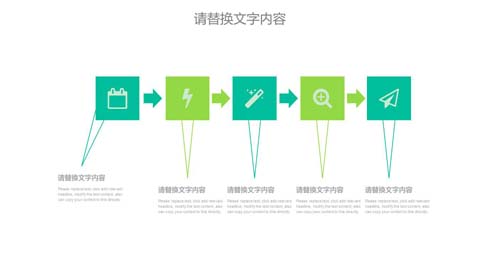 请替换文字内容
请替换文字内容
Please replace text, click add relevant
headline, modify the text content, also
can copy your content to this directly.
请替换文字内容
Please replace text, click add relevant
headline, modify the text content, also
can copy your content to this directly.
请替换文字内容
Please replace text, click add relevant
headline, modify the text content, also
can copy your content to this directly.
请替换文字内容
Please replace text, click add relevant
headline, modify the text content, also
can copy your content to this directly.
请替换文字内容
Please replace text, click add relevant
headline, modify the text content, also
can copy your content to this directly.